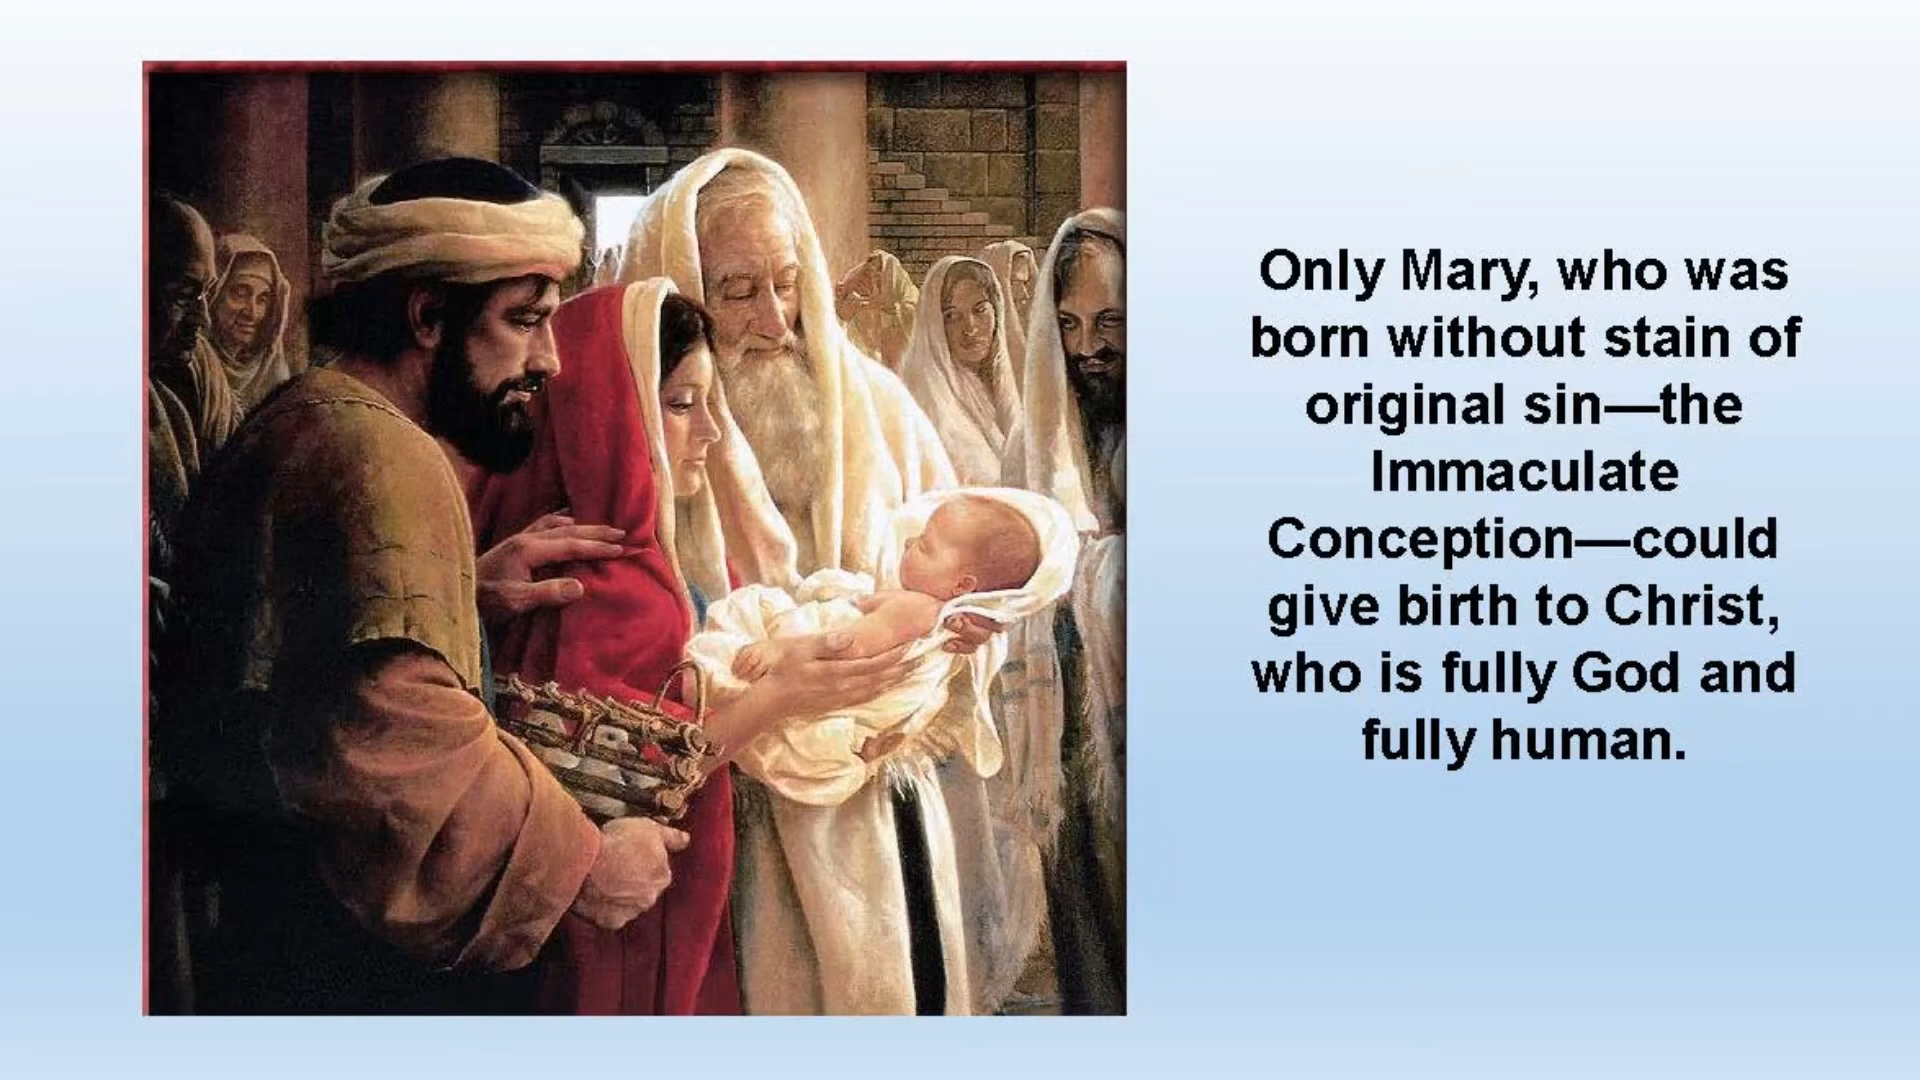 Only Mary, who was
born without stain of
original sin—the
Immaculate
Conception—could
give birth to Christ,
who is fully God and
fully human.